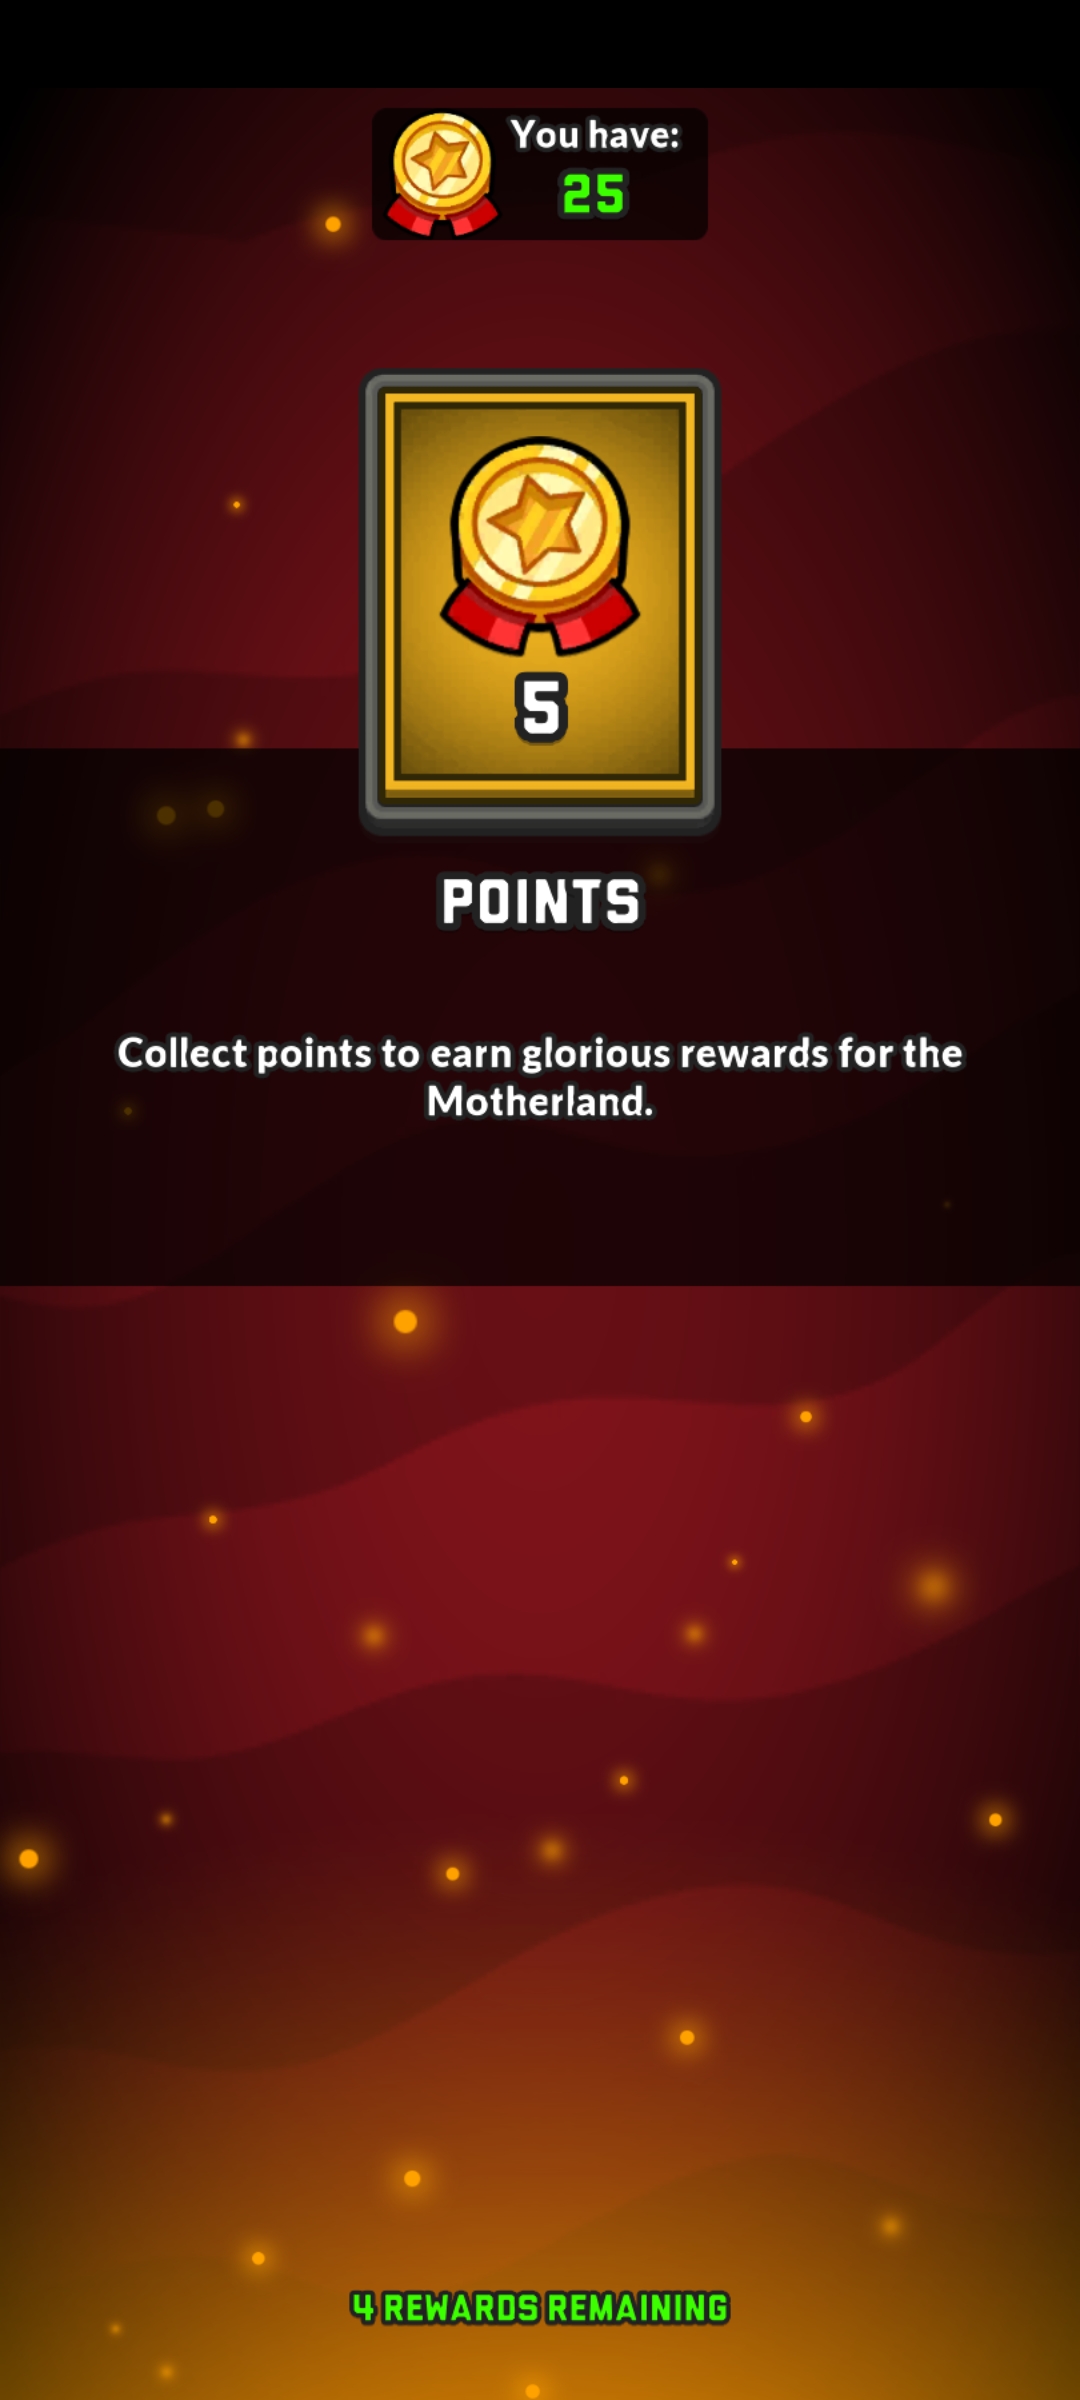 You have:
25
5
POINTS
Collect points to earn glorious rewards for the
Motherland.
4 REWARDS REMAINING